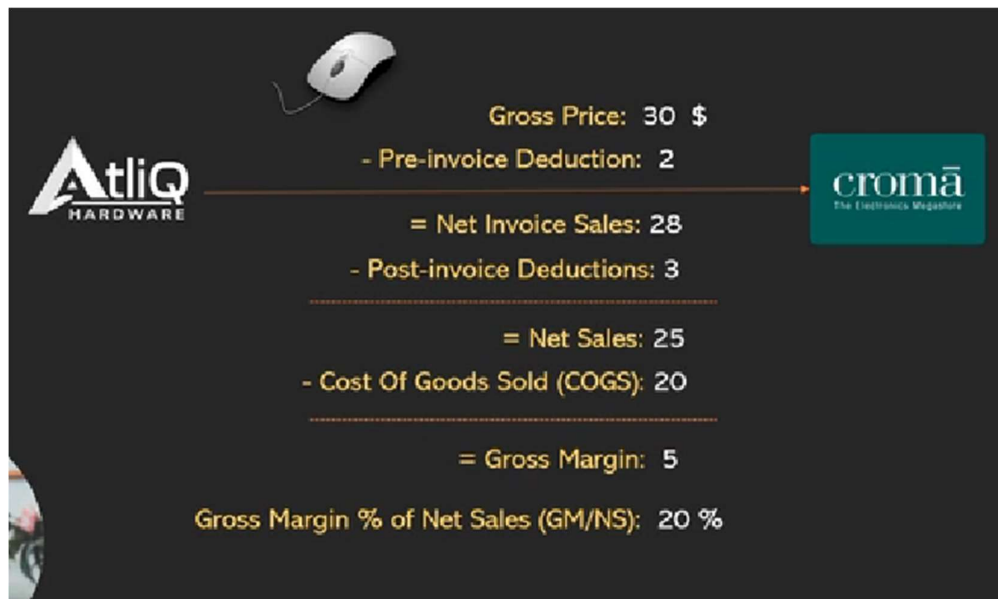 Gross Price: 30 $
- Pre-invoice Deduction: 2
AtliQ
HARDWARE
cromā
The Electronics Megastore
= Net Invoice Sales: 28
- Post-invoice Deductions: 3
= Net Sales: 25
- Cost Of Goods Sold (COGS): 20
= Gross Margin: 5
Gross Margin % of Net Sales (GM/NS): 20 %